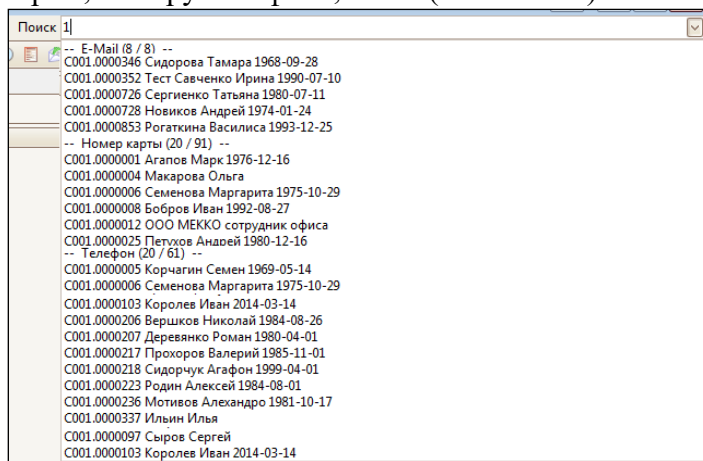 Поиск 1
-- E-Mail (8 / 8) --
C001.0000346 Сидорова Тамара 1968-09-28
C001.0000352 Тест Савченко Ирина 1990-07-10
C001.0000726 Сергиенко Татьяна 1980-07-11
C001.0000728 Новиков Андрей 1974-01-24
C001.0000853 Рогаткина Василиса 1993-12-25
-- Номер карты (20 / 91) --
C001.0000001 Агапов Марк 1976-12-16
C001.0000004 Макарова Ольга
C001.0000006 Семенова Маргарита 1975-10-29
C001.0000008 Бобров Иван 1992-08-27
C001.0000012 ООО МЕККО сотрудник офиса
C001.0000025 Петухов Андрей 1980-12-16
-- Телефон (20 / 61) --
C001.0000005 Корчагин Семен 1969-05-14
C001.0000006 Семенова Маргарита 1975-10-29
C001.0000103 Королев Иван 2014-03-14
C001.0000206 Вершков Николай 1984-08-26
C001.0000207 Деревянко Роман 1980-04-01
C001.0000217 Прохоров Валерий 1985-11-01
C001.0000218 Сидорчук Агафон 1999-04-01
C001.0000223 Родин Алексей 1984-08-01
C001.0000236 Мотивов Алехандро 1981-10-17
C001.0000337 Ильин Илья
C001.0000097 Сыров Сергей
C001.0000103 Королев Иван 2014-03-14